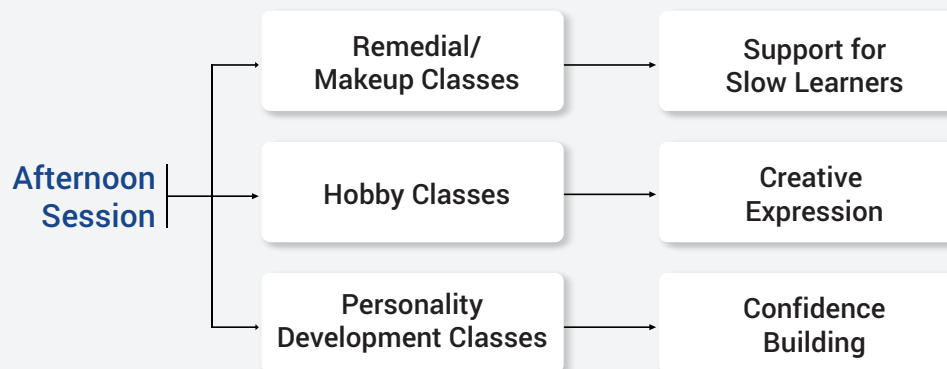 Afternoon
Session
Remedial/
Makeup Classes
Support for
Slow Learners
Hobby Classes
Creative
Expression
Personality
Development Classes
Confidence
Building